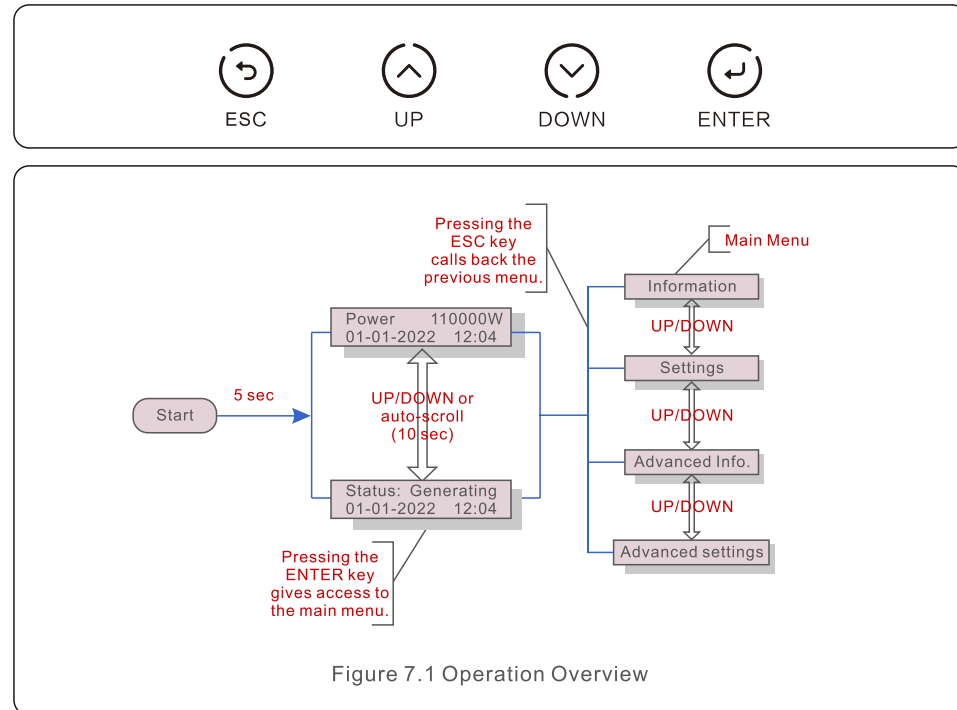 ESC
UP
DOWN
ENTER
Pressing the
ESC key
calls back the
previous menu.
Main Menu
Information
UP/DOWN
Settings
UP/DOWN
Advanced Info.
UP/DOWN
Advanced settings
Start
5 sec
Power 110000W
01-01-2022 12:04
UP/DOWN or
auto-scroll
(10 sec)
Status: Generating
01-01-2022 12:04
Pressing the
ENTER key
gives access to
the main menu.
Figure 7.1 Operation Overview